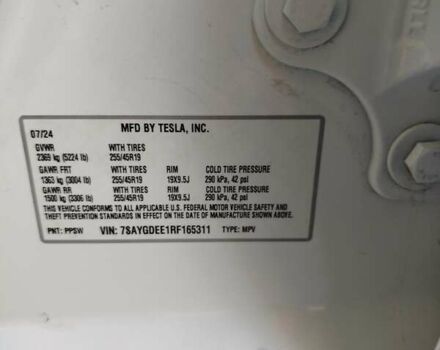 07/24 MFD BY TESLA, INC.
GVWR WITH TIRES
2369 kg (5224 lb) 255/45R19
GAWR FRT WITH TIRES RIM COLD TIRE PRESSURE
1363 kg (3004 lb) 255/45R19 19X9.5J 290 kPa, 42 psi
GAWR RR WITH TIRES RIM COLD TIRE PRESSURE
1500 kg (3306 lb) 255/45R19 19X9.5J 290 kPa, 42 psi
THIS VEHICLE CONFORMS TO ALL APPLICABLE U.S. FEDERAL MOTOR VEHICLE SAFETY AND
THEFT PREVENTION STANDARDS IN EFFECT ON THE DATE OF MANUFACTURE SHOWN ABOVE.
PNT: PPSW VIN: 7SAYGDEE1RF165311 TYPE: MPV